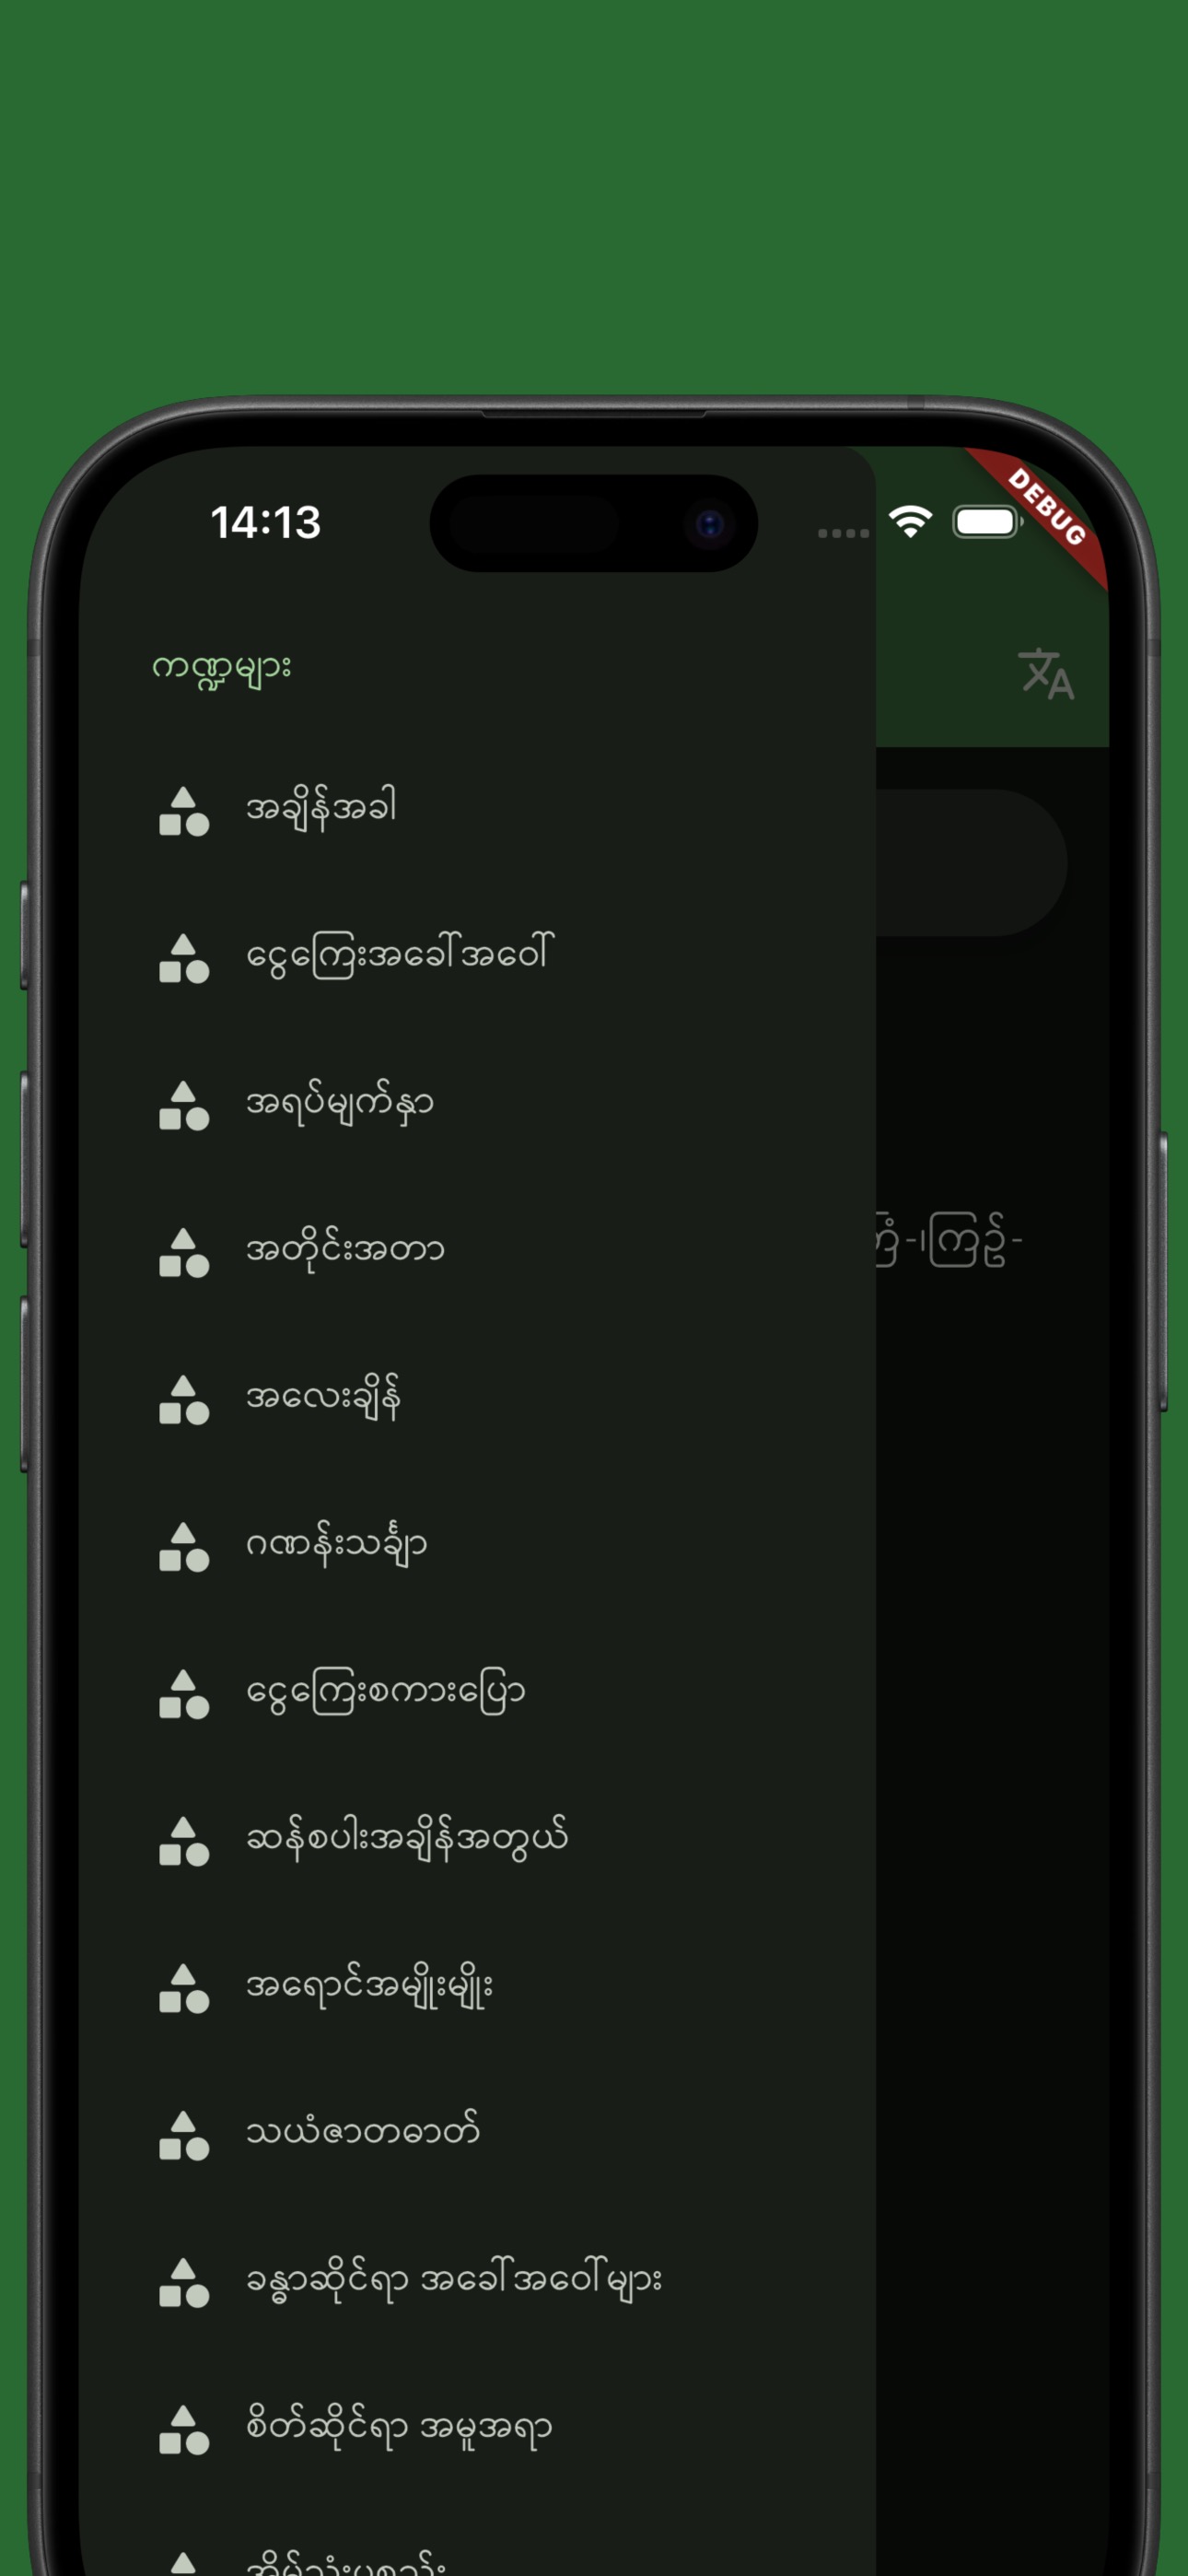 14:13
DEBUG
ကဏ္ဍများ
အချိန်အခါ
ငွေကြေးအခေါ်အဝေါ်
အရပ်မျက်နှာ
-၊ကြဥ်-
အတိုင်းအတာ
အလေးချိန်
ဂဏန်းသင်္ချာ
ငွေကြေးစကားပြော
ဆန်စပါးအချိန်အတွယ်
အရောင်အမျိုးမျိုး
သယံဇာတဓာတ်
ခန္ဓာဆိုင်ရာ အခေါ်အဝေါ်များ
စိတ်ဆိုင်ရာ အမူအရာ